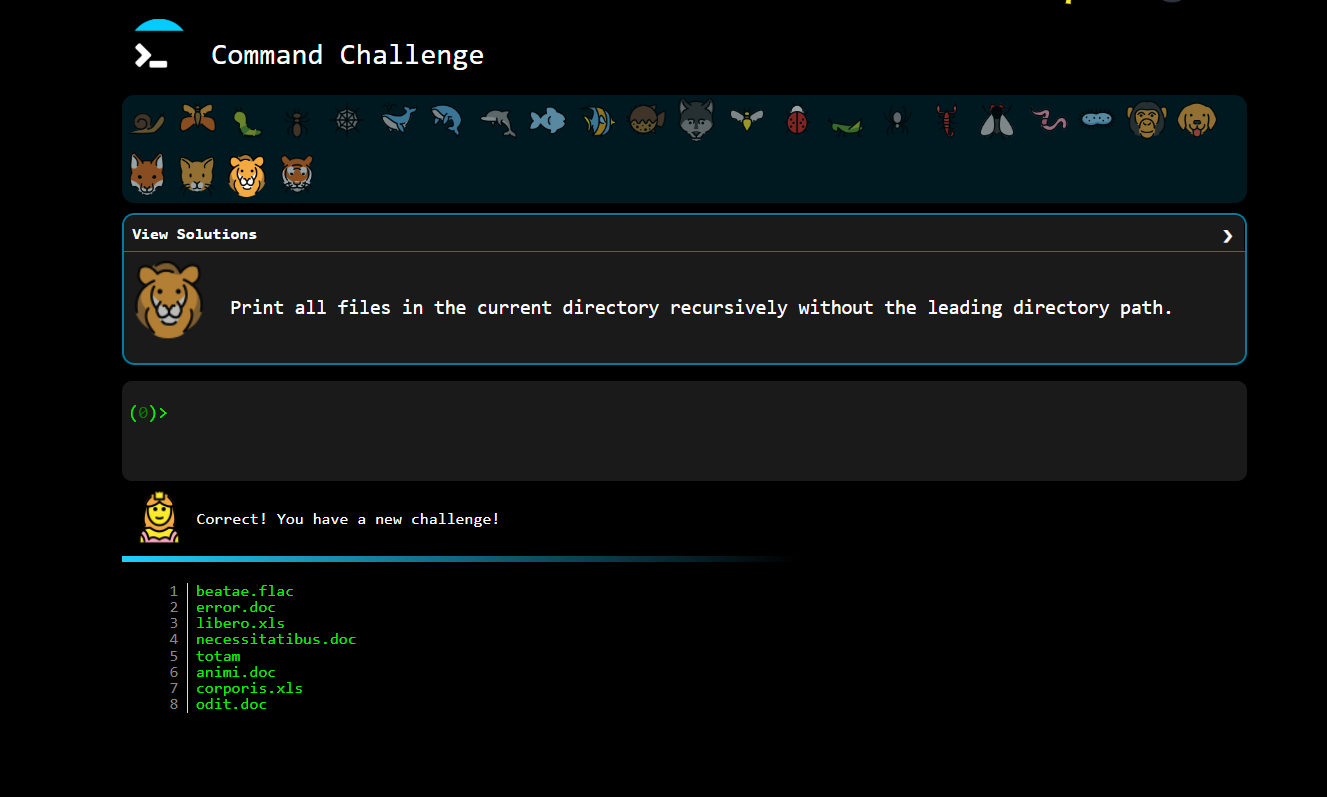 Command Challenge
View Solutions
Print all files in the current directory recursively without the leading directory path.
(0)>
Correct! You have a new challenge!
1 beatae.flac
2 error.doc
3 libero.xls
4 necessitatibus.doc
5 totam
6 animi.doc
7 corporis.xls
8 odit.doc